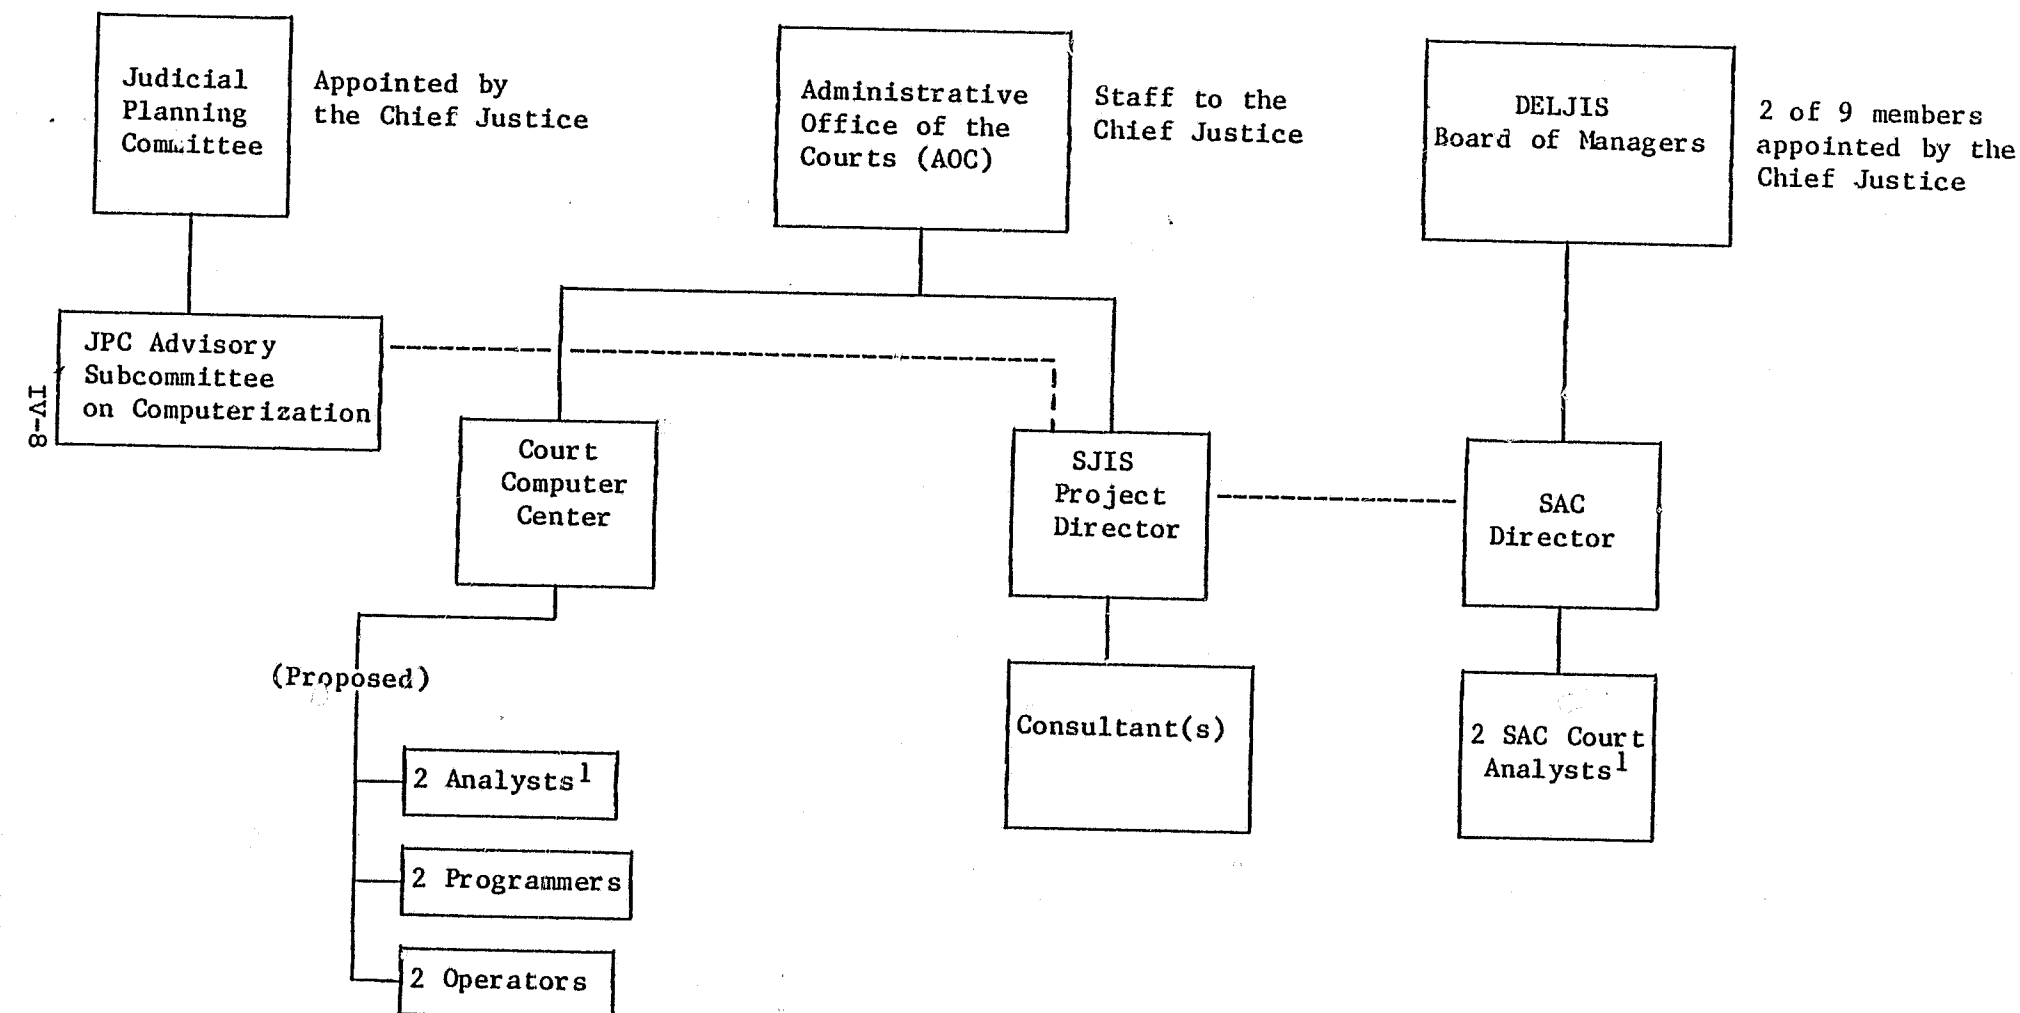 Judicial
Planning
Committee
Appointed by
the Chief Justice
Administrative
Office of the
Courts (AOC)
Staff to the
Chief Justice
DELJIS
Board of Managers
2 of 9 members
appointed by the
Chief Justice
JPC Advisory
Subcommittee
on Computerization
IV-8
Court
Computer
Center
SJIS
Project
Director
SAC
Director
(Proposed)
Consultant(s)
2 SAC Court
Analysts1
2 Analysts1
2 Programmers
2 Operators